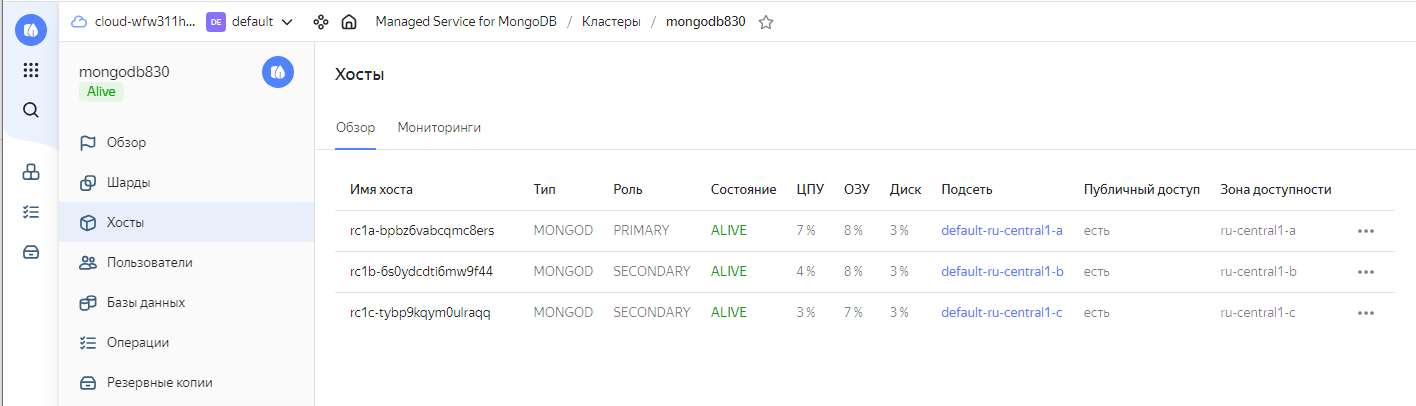 cloud-wfw311h... DE default Managed Service for MongoDB / Кластеры / mongodb830
mongodb830
Alive
Обзор
Шарды
Хосты
Пользователи
Базы данных
Операции
Резервные копии
Хосты
Обзор Мониторинги
Имя хоста Тип Роль Состояние ЦПУ ОЗУ Диск Подсеть Публичный доступ Зона доступности
rc1a-bpbz6vabcqmc8ers MONGOD PRIMARY ALIVE 7 % 8 % 3 % default-ru-central1-a есть ru-central1-a
rc1b-6s0ydcdti6mw9f44 MONGOD SECONDARY ALIVE 4 % 8 % 3 % default-ru-central1-b есть ru-central1-b
rc1c-tybp9kqym0ulraqq MONGOD SECONDARY ALIVE 3 % 7 % 3 % default-ru-central1-c есть ru-central1-c